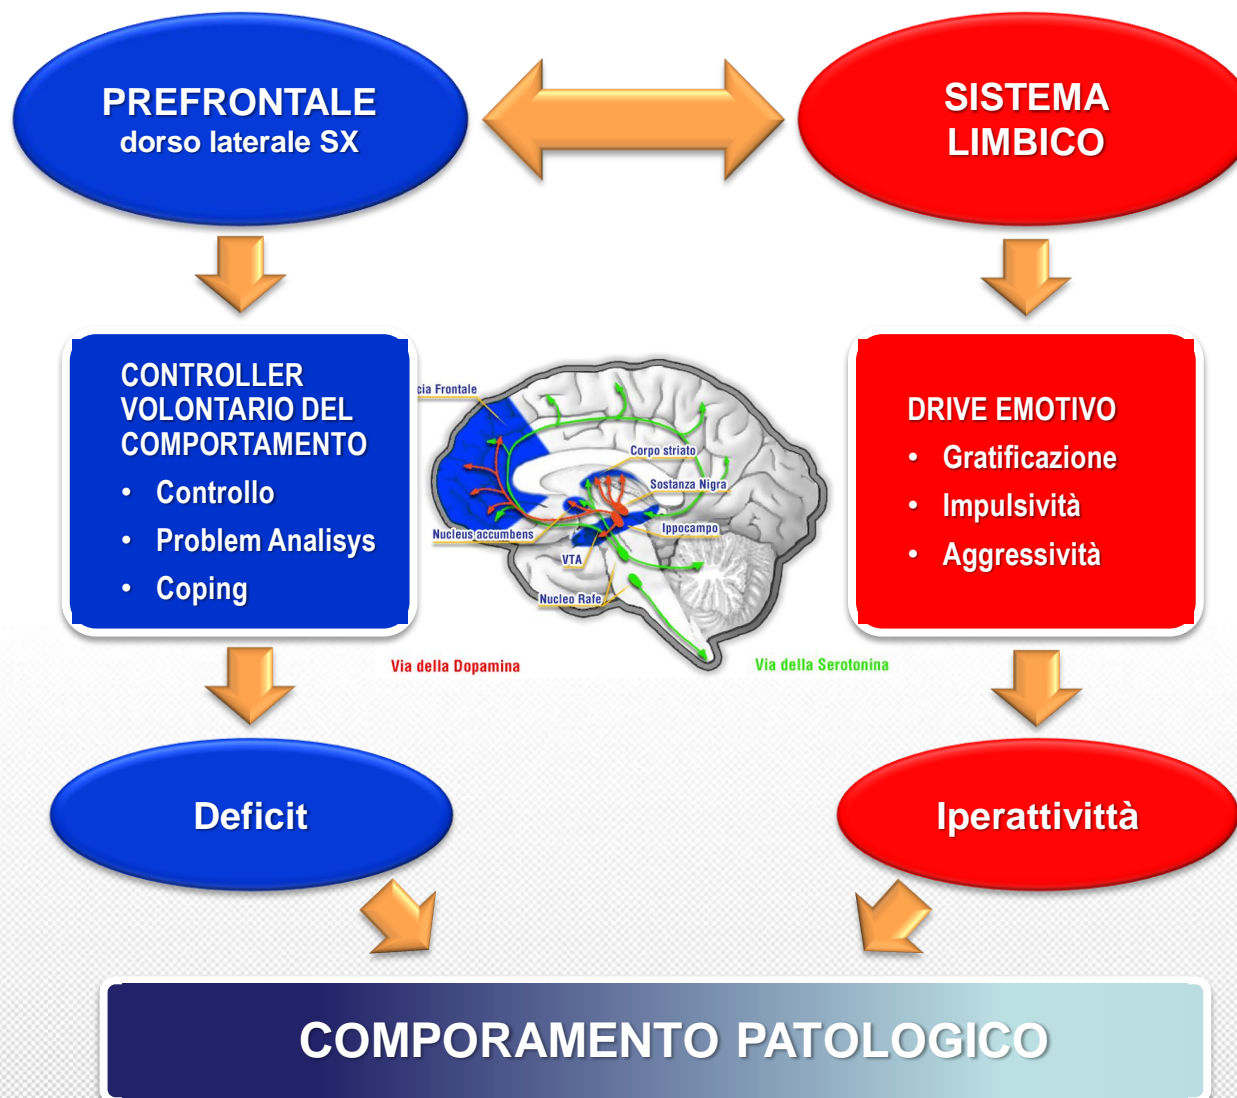 PREFRONTALE
dorso laterale SX
SISTEMA
LIMBICO
CONTROLLER
VOLONTARIO DEL
COMPORTAMENTO
• Controllo
• Problem Analisys
• Coping
cia Frontale
Corpo striato
Sostanza Nigra
Nucleus accumbens
Ippocampo
VTA
Nucleo Rafe
Via della Dopamina
Via della Serotonina
DRIVE EMOTIVO
• Gratificazione
• Impulsività
• Aggressività
Deficit
Iperattivittà
COMPORAMENTO PATOLOGICO